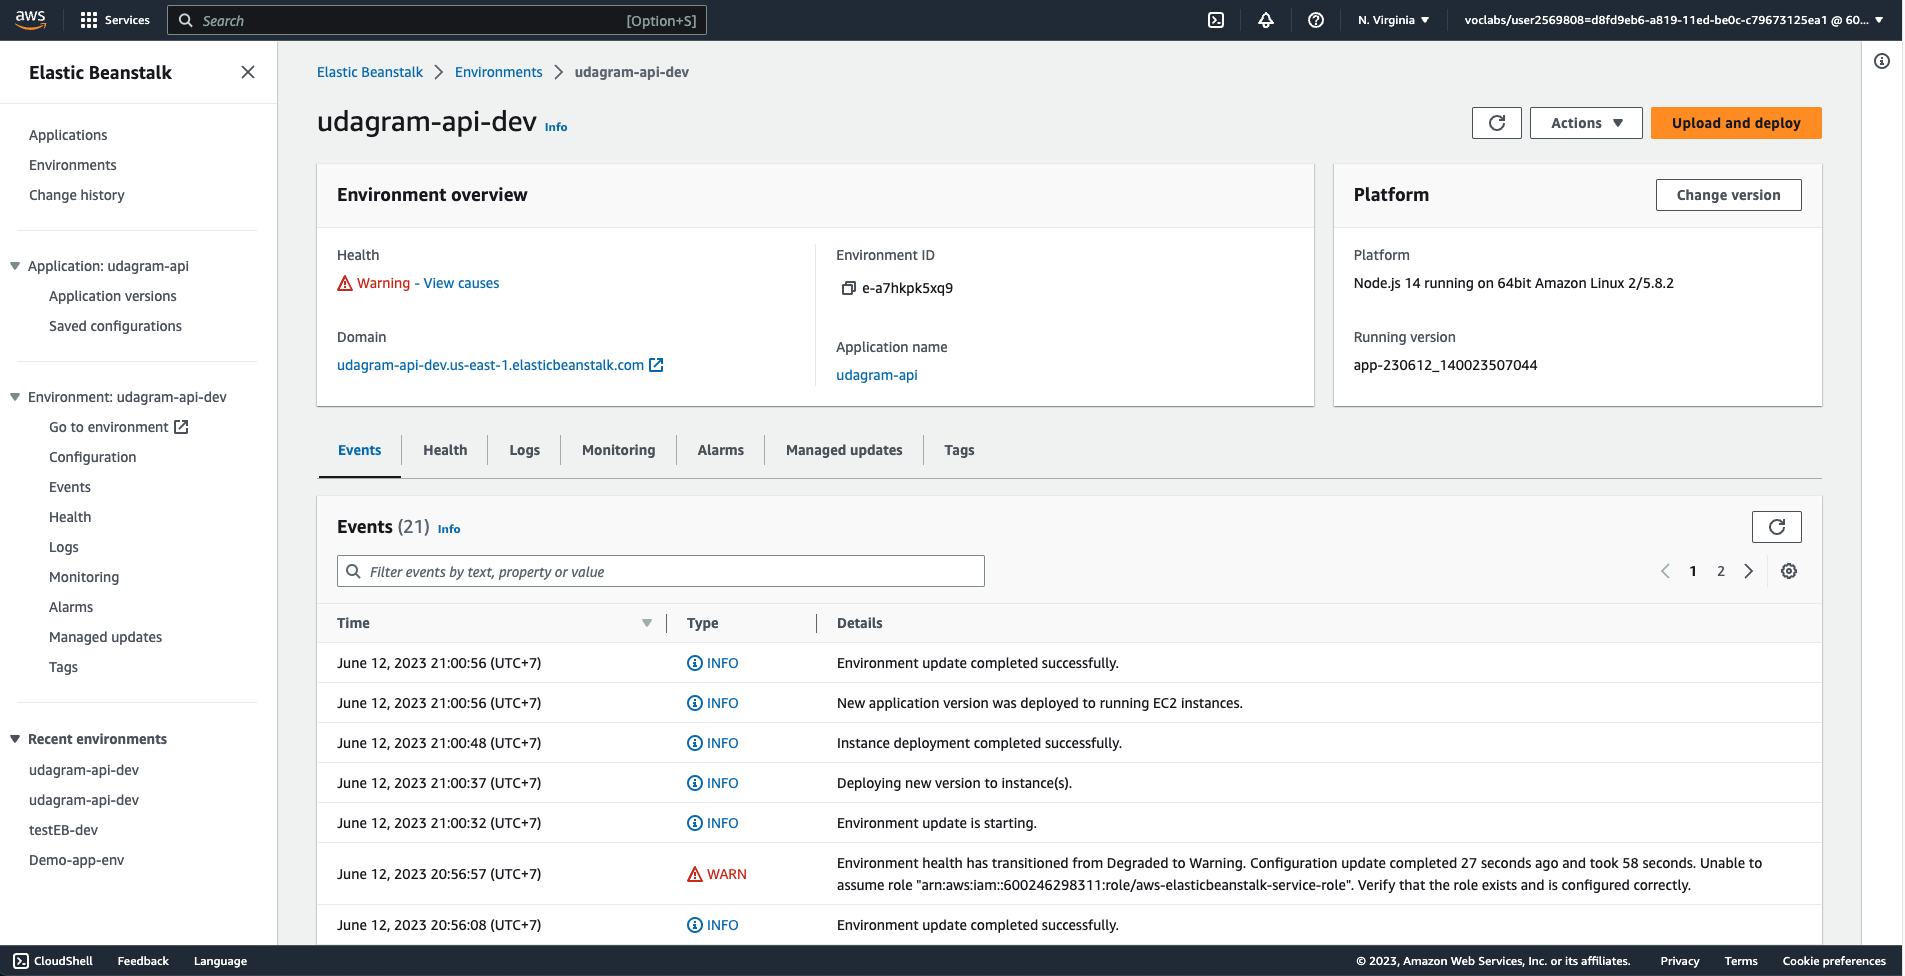 aws
Services
Search
[Option+S]
N. Virginia
voclabs/user2569808=d8fd9eb6-a819-11ed-be0c-c79673125ea1 @ 60...
Elastic Beanstalk
Applications
Environments
Change history
Application: udagram-api
Application versions
Saved configurations
Environment: udagram-api-dev
Go to environment
Configuration
Events
Health
Logs
Monitoring
Alarms
Managed updates
Tags
Recent environments
udagram-api-dev
udagram-api-dev
testEB-dev
Demo-app-env
Elastic Beanstalk
Environments
udagram-api-dev
udagram-api-dev Info
Actions
Upload and deploy
Environment overview
Health
Warning - View causes
Domain
udagram-api-dev.us-east-1.elasticbeanstalk.com
Environment ID
e-a7hkpk5xq9
Application name
udagram-api
Platform
Change version
Platform
Node.js 14 running on 64bit Amazon Linux 2/5.8.2
Running version
app-230612_140023507044
Events
Health
Logs
Monitoring
Alarms
Managed updates
Tags
Events (21) Info
Filter events by text, property or value
1 2
Time Type Details
June 12, 2023 21:00:56 (UTC+7) INFO Environment update completed successfully.
June 12, 2023 21:00:56 (UTC+7) INFO New application version was deployed to running EC2 instances.
June 12, 2023 21:00:48 (UTC+7) INFO Instance deployment completed successfully.
June 12, 2023 21:00:37 (UTC+7) INFO Deploying new version to instance(s).
June 12, 2023 21:00:32 (UTC+7) INFO Environment update is starting.
June 12, 2023 20:56:57 (UTC+7) WARN Environment health has transitioned from Degraded to Warning. Configuration update completed 27 seconds ago and took 58 seconds. Unable to
assume role "arn:aws:iam::600246298311:role/aws-elasticbeanstalk-service-role". Verify that the role exists and is configured correctly.
June 12, 2023 20:56:08 (UTC+7) INFO Environment update completed successfully.
CloudShell
Feedback
Language
© 2023, Amazon Web Services, Inc. or its affiliates.
Privacy
Terms
Cookie preferences